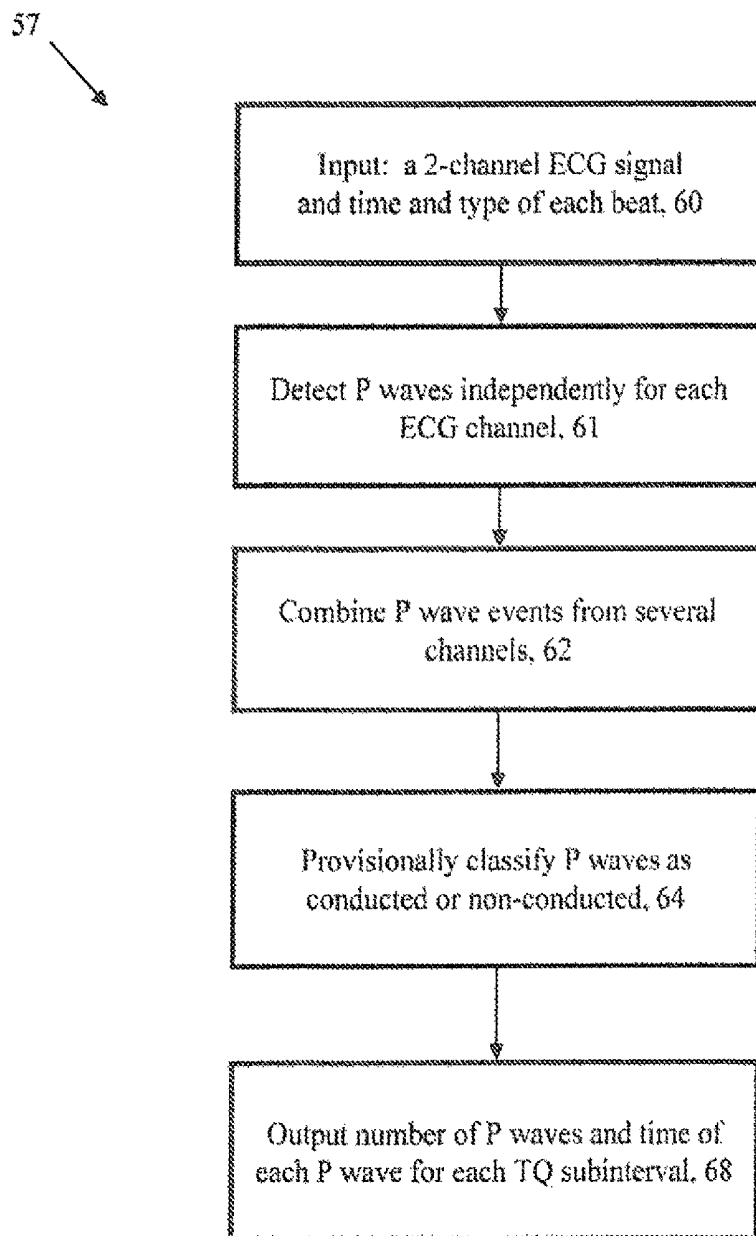 57
Input: a 2-channel ECG signal
and time and type of each beat, 60
Detect P waves independently for each
ECG channel, 61
Combine P wave events from several
channels, 62
Provisionally classify P waves as
conducted or non-conducted, 64
Output number of P waves and time of
each P wave for each TQ subinterval, 68